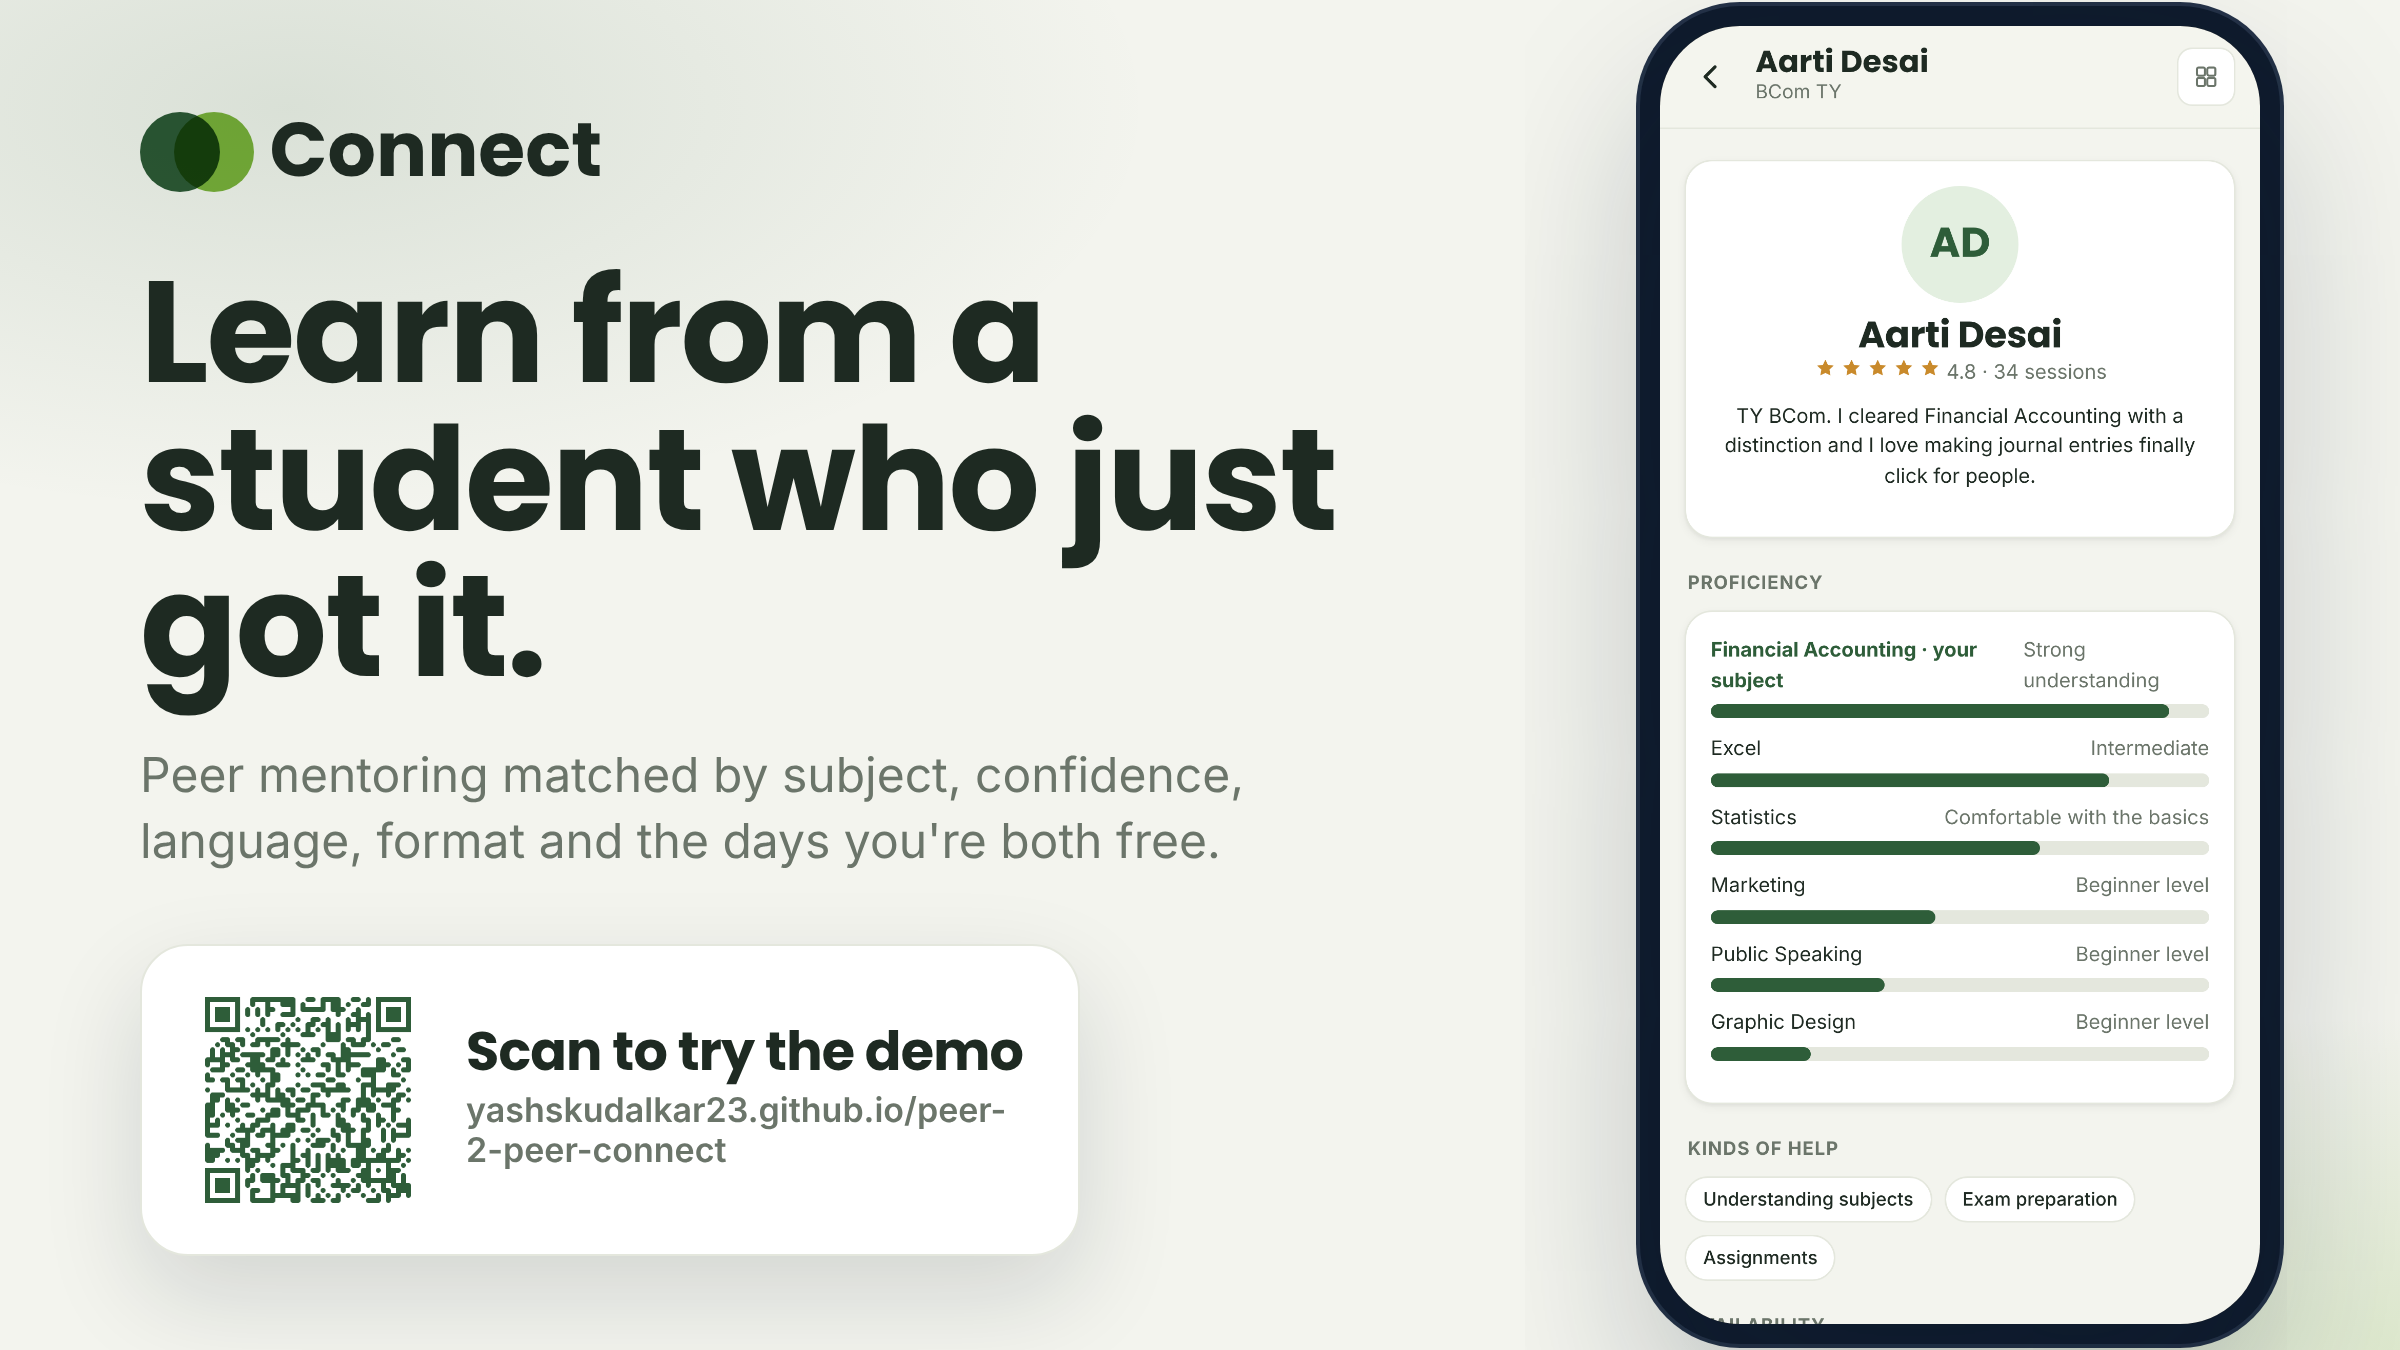 Connect
Learn from a
student who just
got it.
Peer mentoring matched by subject, confidence,
language, format and the days you're both free.
Scan to try the demo
yashskudalkar23.github.io/peer-
2-peer-connect
Aarti Desai
BCom TY
AD
Aarti Desai
4.8 · 34 sessions
TY BCom. I cleared Financial Accounting with a
distinction and I love making journal entries finally
click for people.
PROFICIENCY
Financial Accounting · your
subject
Strong
understanding
Excel
Intermediate
Statistics
Comfortable with the basics
Marketing
Beginner level
Public Speaking
Beginner level
Graphic Design
Beginner level
KINDS OF HELP
Understanding subjects
Exam preparation
Assignments